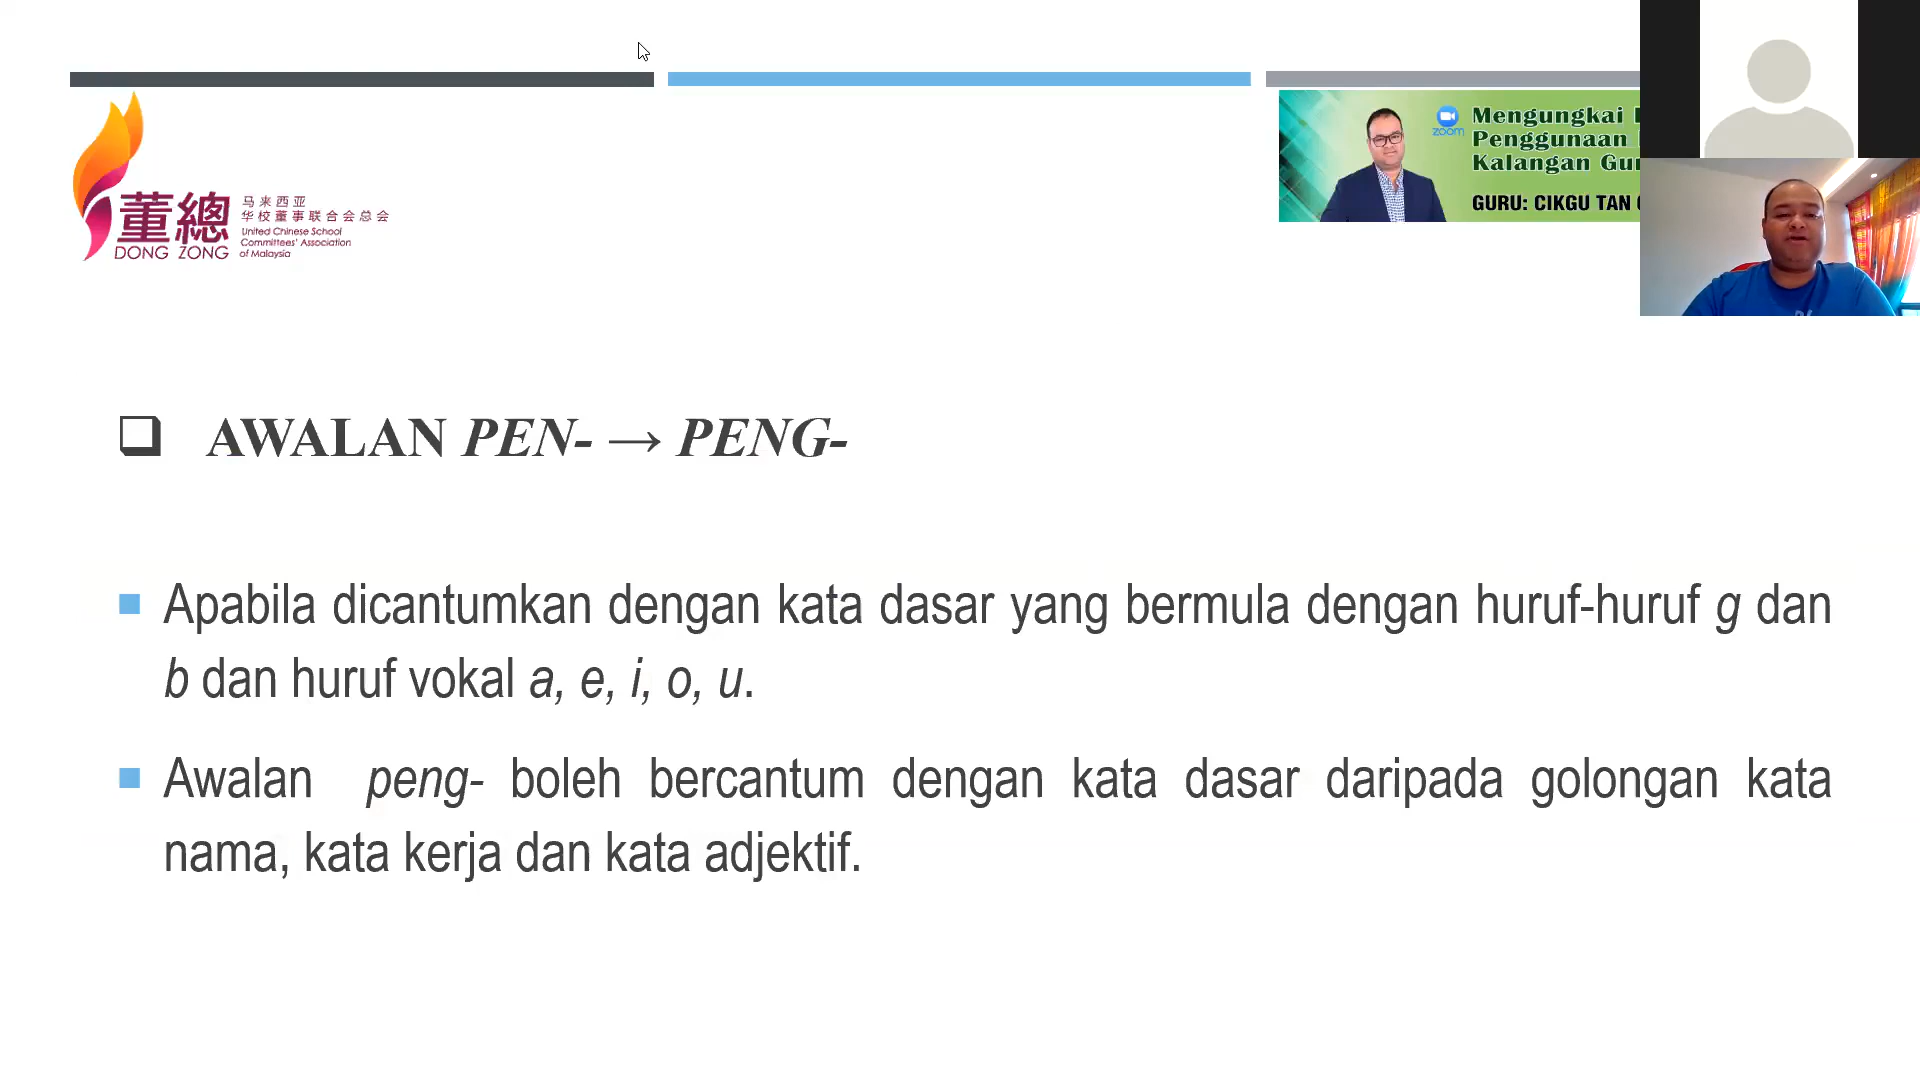 董總
DONG ZONG
马来西亚
华校董事联合会总会
United Chinese School
Committees' Association
of Malaysia
zoom
Mengungkai
Penggunaan
Kalangan
GURU: CIKGU TAN
AWALAN PEN- → PENG-
Apabila dicantumkan dengan kata dasar yang bermula dengan huruf-huruf g dan
b dan huruf vokal a, e, i, o, u.
Awalan peng- boleh bercantum dengan kata dasar daripada golongan kata
nama, kata kerja dan kata adjektif.